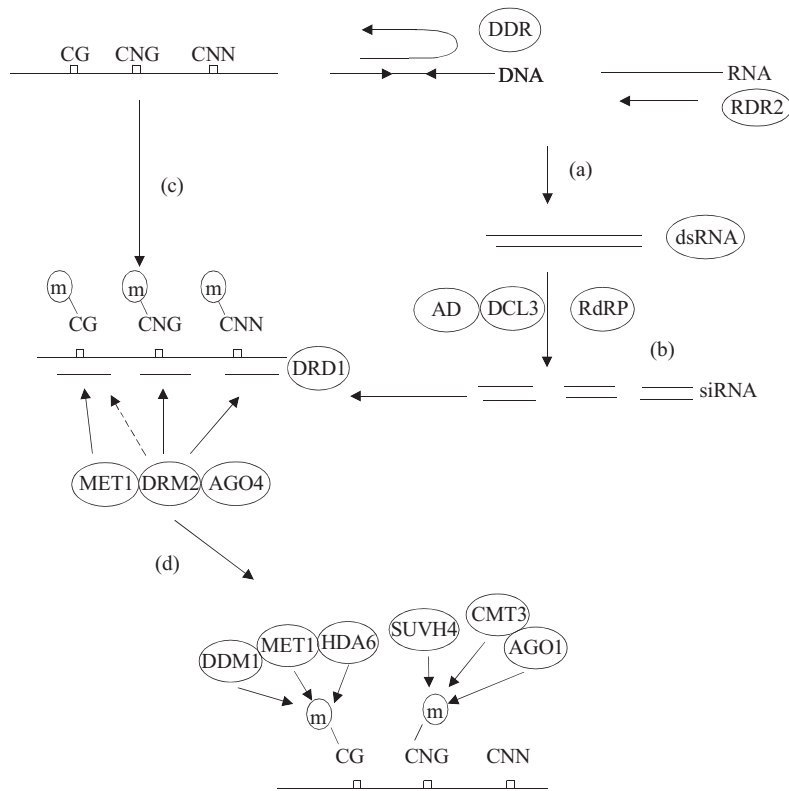 DDR
CG CNG CNN
DNA
RNA
RDR2
(a)
(c)
dsRNA
m m m
AD DCL3 RdRP
CG CNG CNN
(b)
DRD1
siRNA
MET1 DRM2 AGO4
(d)
CMT3
SUVH4
MET1 HDA6 AGO1
DDM1
m m
CG CNG CNN